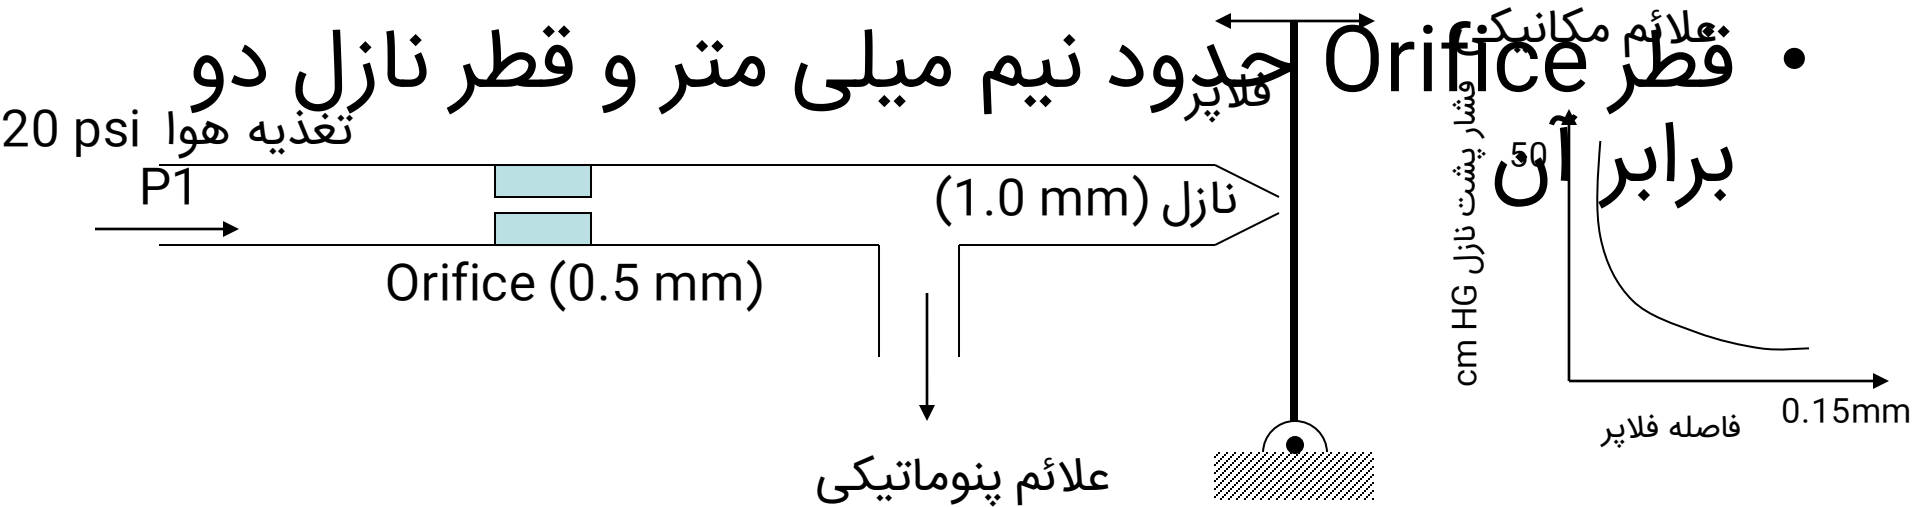 قطر Orifice حدود نیم میلی متر و قطر نازل دو
برابر آن
علائم مکانیکی
فلاپر
20 psi تغذیه هوا
P1
نازل (1.0 mm)
Orifice (0.5 mm)
علائم پنوماتیکی
فشار پشت نازل cm HG
50
0.15mm
فاصله فلاپر